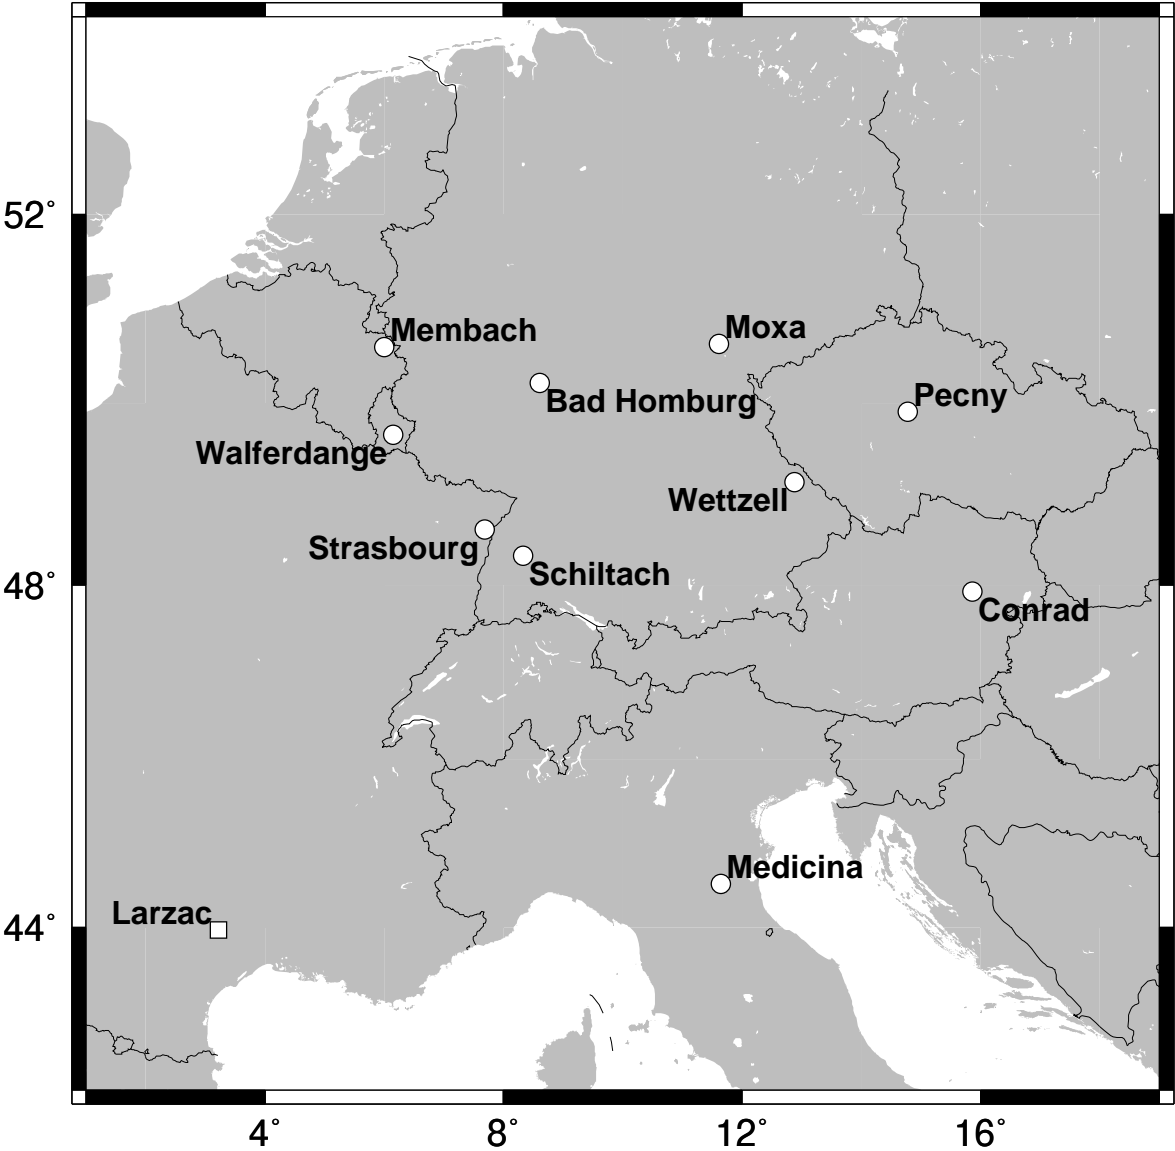 52°
Membach
Moxa
Bad Homburg
Pecny
Walferdange
Wettzell
Strasbourg
Schiltach
48°
Conrad
Medicina
Larzac
44°
4°
8°
12°
16°